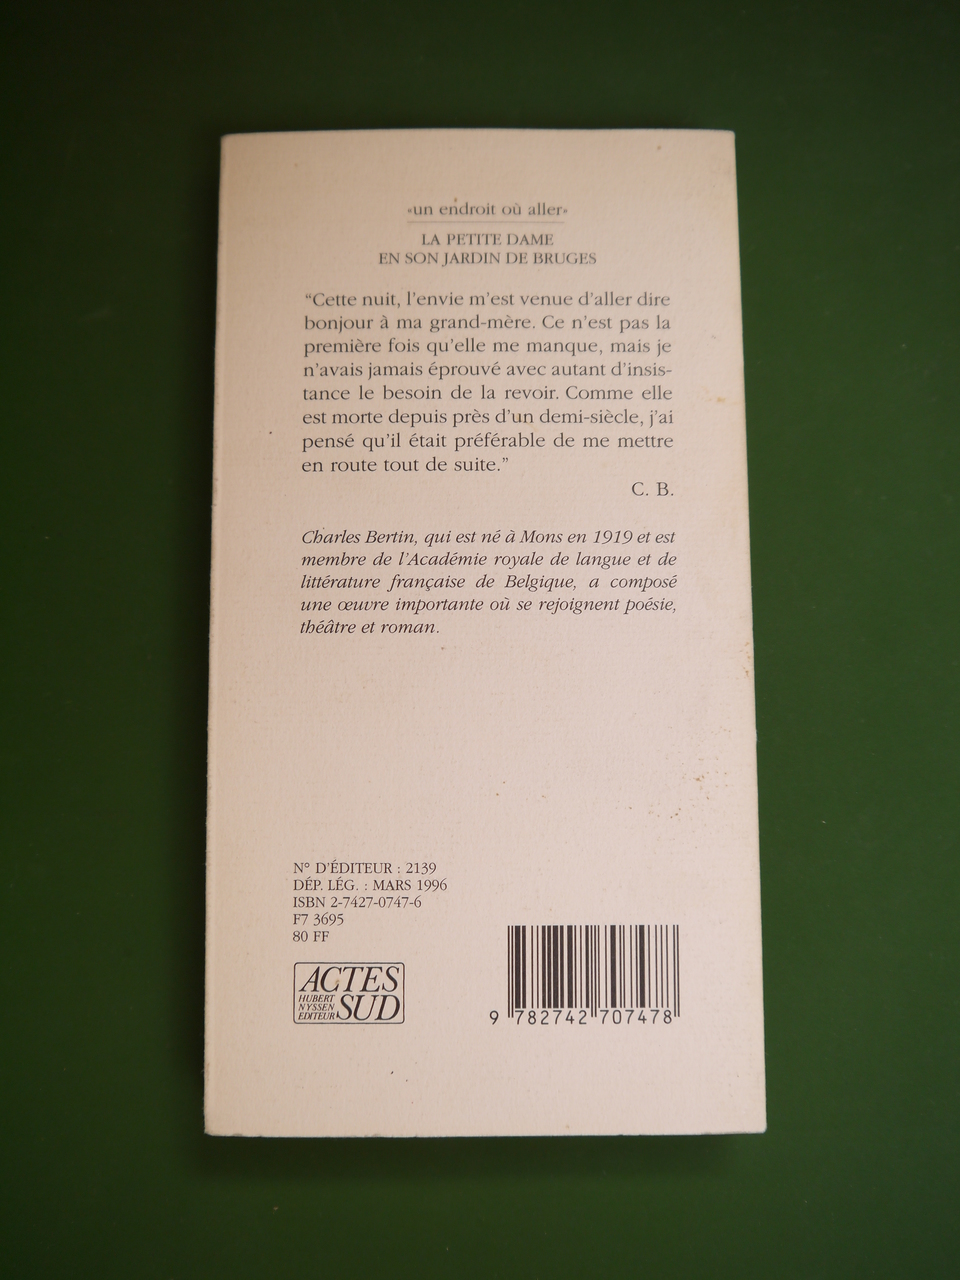 «un endroit où aller»
LA PETITE DAME
EN SON JARDIN DE BRUGES
“Cette nuit, l’envie m’est venue d’aller dire
bonjour à ma grand-mère. Ce n’est pas la
première fois qu’elle me manque, mais je
n’avais jamais éprouvé avec autant d’insis-
tance le besoin de la revoir. Comme elle
est morte depuis près d’un demi-siècle, j’ai
pensé qu’il était préférable de me mettre
en route tout de suite.”
C. B.
Charles Bertin, qui est né à Mons en 1919 et est
membre de l’Académie royale de langue et de
littérature française de Belgique, a composé
une œuvre importante où se rejoignent poésie,
théâtre et roman.
N° D’ÉDITEUR : 2139
DÉP. LÉG. : MARS 1996
ISBN 2-7427-0747-6
F7 3695
80 FF
ACTES
HUBERT
NYSSEN
EDITEUR
SUD
9 782742 707478